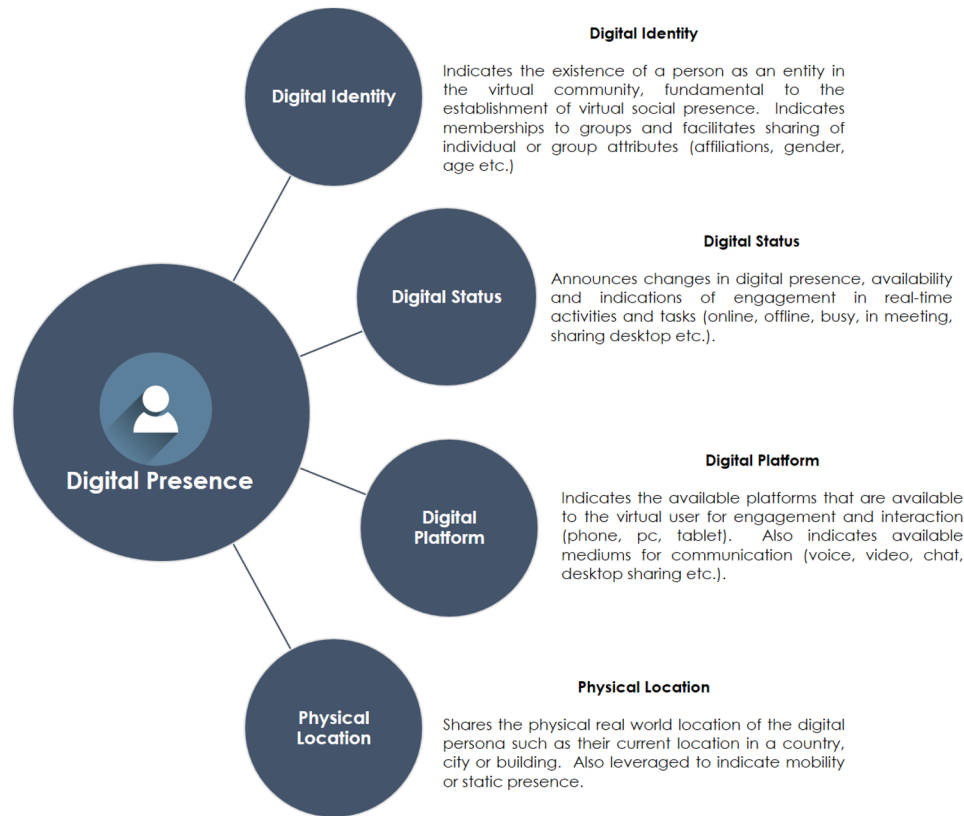 Digital Identity
Digital Identity
Indicates the existence of a person as an entity in
the virtual community, fundamental to the
establishment of virtual social presence. Indicates
memberships to groups and facilitates sharing of
individual or group attributes (affiliations, gender,
age etc.)
Digital Status
Digital Status
Announces changes in digital presence, availability
and indications of engagement in real-time
activities and tasks (online, offline, busy, in meeting,
sharing desktop etc.).
Digital Presence
Digital
Platform
Digital Platform
Indicates the available platforms that are available
to the virtual user for engagement and interaction
(phone, pc, tablet). Also indicates available
mediums for communication (voice, video, chat,
desktop sharing etc.).
Physical
Location
Physical Location
Shares the physical real world location of the digital
persona such as their current location in a country,
city or building. Also leveraged to indicate mobility
or static presence.